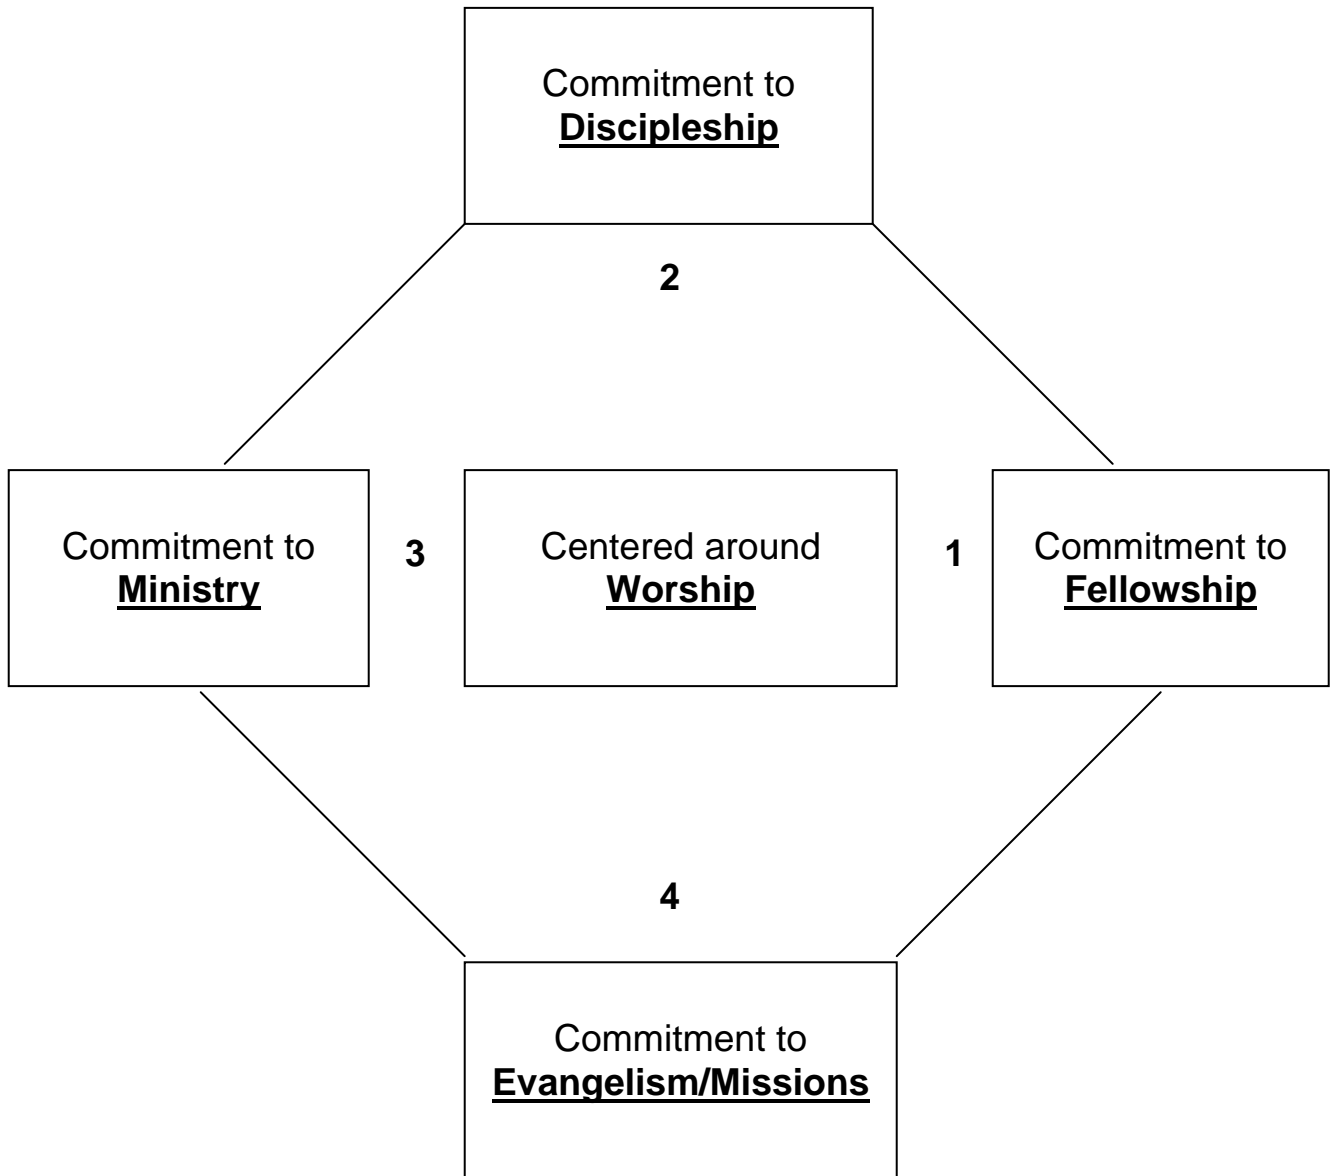 Commitment to
Discipleship
2
Commitment to
Ministry
3
Centered around
Worship
1
Commitment to
Fellowship
4
Commitment to
Evangelism/Missions